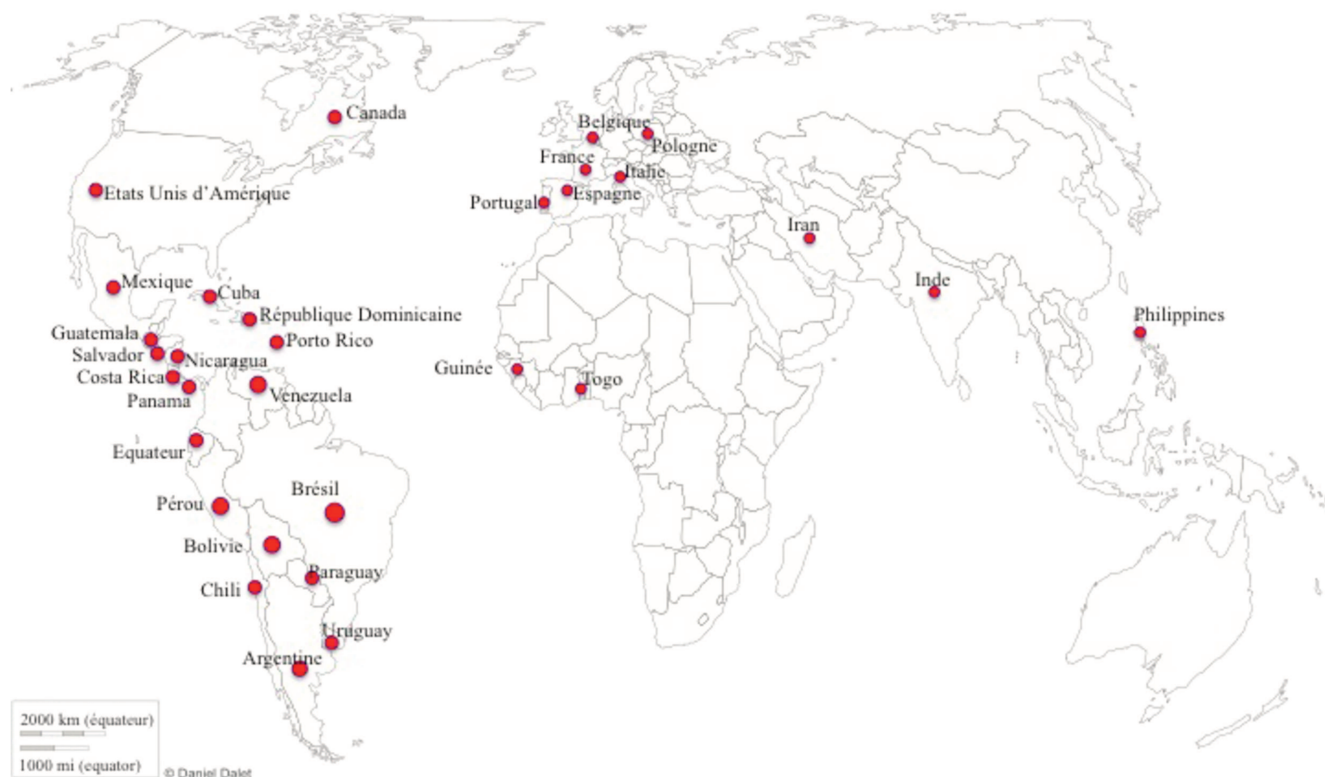 Canada
Belgique
Pologne
France
Italie
Etats Unis d’Amérique
Espagne
Portugal
Iran
Mexique
Inde
Cuba
République Dominicaine
Philippines
Guatemala
Porto Rico
Salvador
Nicaragua
Guinée
Costa Rica
Togo
Panama
Venezuela
Equateur
Brésil
Pérou
Bolivie
Paraguay
Chili
Uruguay
Argentine
2000 km (équateur)
1000 mi (equator)
© Daniel Dalet